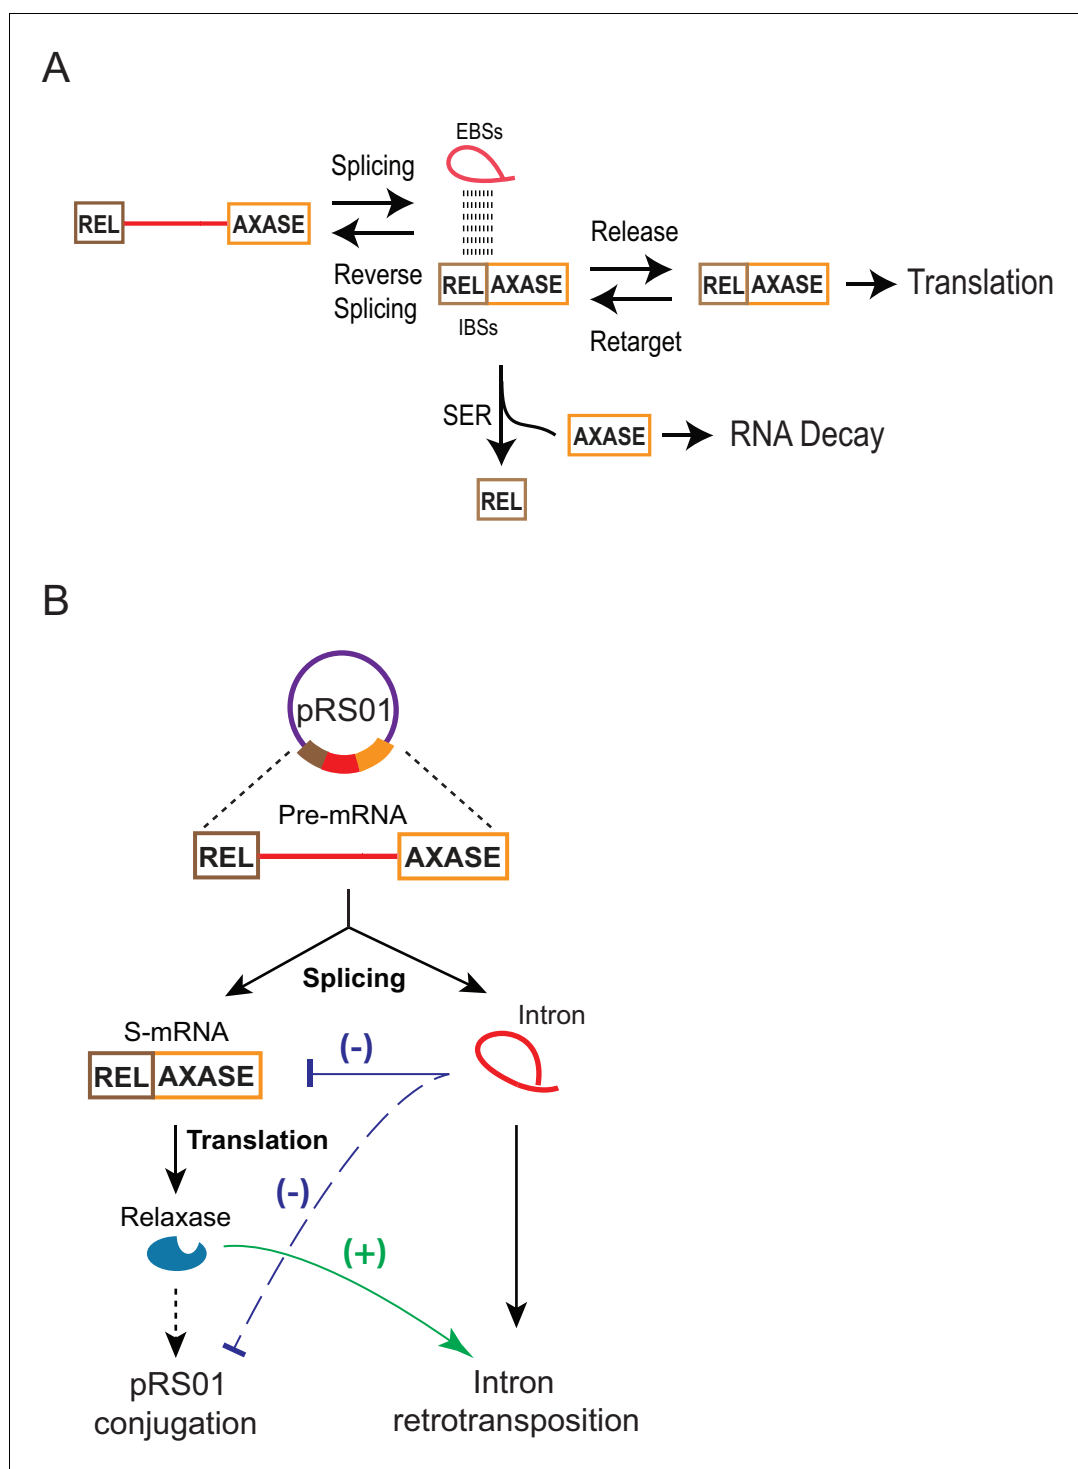 A
EBSs
Splicing
REL
AXASE
Reverse
Splicing
REL AXASE
IBSs
Release
Retarget
REL AXASE
Translation
SER
AXASE
RNA Decay
REL
B
pRS01
Pre-mRNA
REL
AXASE
Splicing
S-mRNA
REL AXASE
Intron
(-)
Translation
(-)
Relaxase
(+)
pRS01
conjugation
Intron
retrotransposition